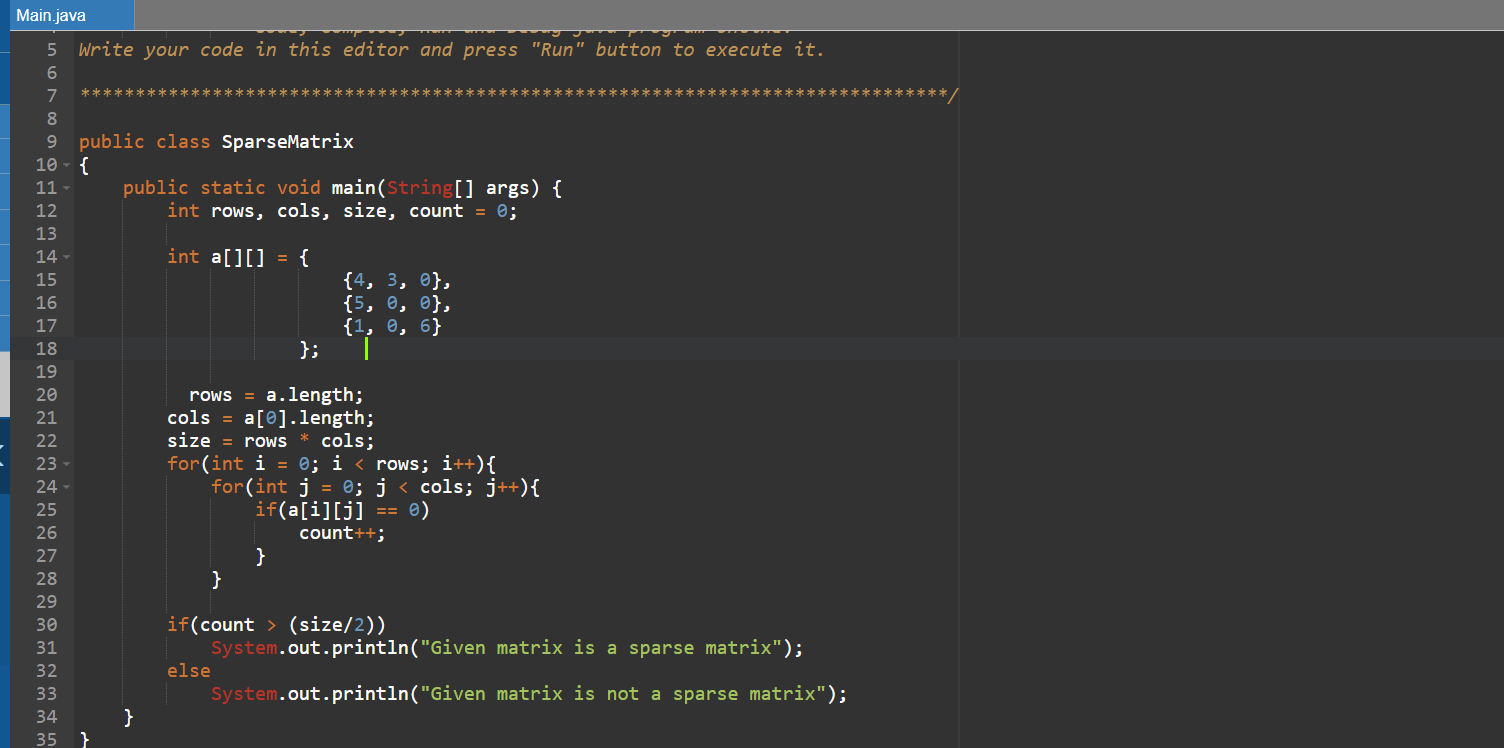 Main.java
5 Write your code in this editor and press "Run" button to execute it.
6
7 *******************************************************************************/
8
9 public class SparseMatrix
10 {
11     public static void main(String[] args) {
12         int rows, cols, size, count = 0;
13
14         int a[][] = {
15                         {4, 3, 0},
16                         {5, 0, 0},
17                         {1, 0, 6}
18                     };
19
20           rows = a.length;
21         cols = a[0].length;
22         size = rows * cols;
23         for(int i = 0; i < rows; i++){
24             for(int j = 0; j < cols; j++){
25                 if(a[i][j] == 0)
26                     count++;
27                 }
28             }
29
30         if(count > (size/2))
31             System.out.println("Given matrix is a sparse matrix");
32         else
33             System.out.println("Given matrix is not a sparse matrix");
34     }
35 }